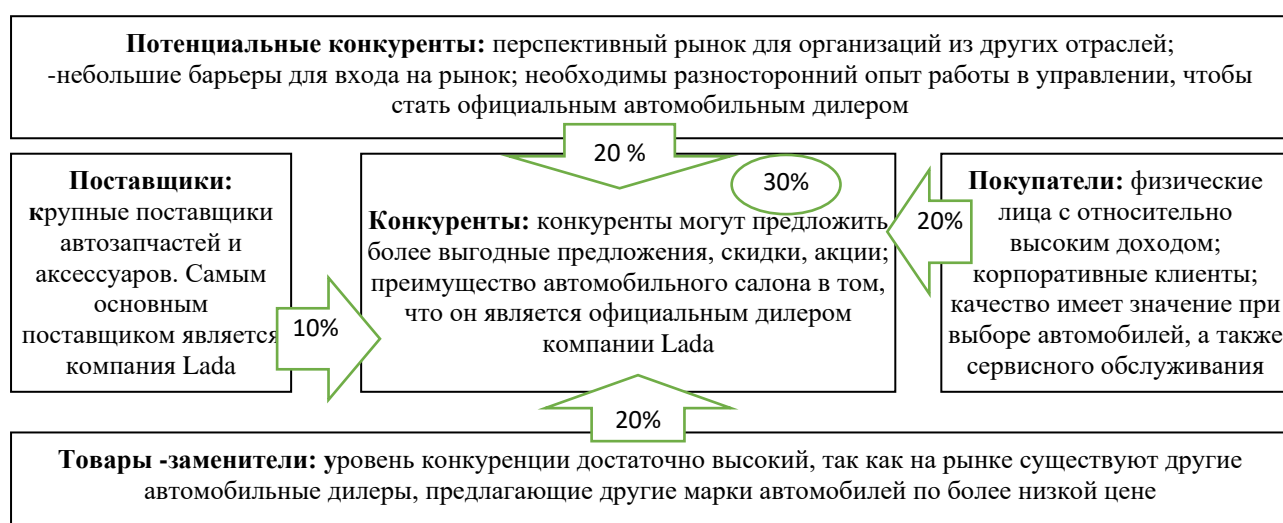 Потенциальные конкуренты: перспективный рынок для организаций из других отраслей;
-небольшие барьеры для входа на рынок; необходимы разносторонний опыт работы в управлении, чтобы
стать официальным автомобильным дилером
20 %
Поставщики:
крупные поставщики
автозапчастей и
аксессуаров. Самым
основным
поставщиком является
компания Lada
10%
30%
Конкуренты: конкуренты могут предложить
более выгодные предложения, скидки, акции;
преимущество автомобильного салона в том,
что он является официальным дилером
компании Lada
20%
Покупатели: физические
лица с относительно
высоким доходом;
корпоративные клиенты;
качество имеет значение при
выборе автомобилей, а также
сервисного обслуживания
20%
Товары -заменители: уровень конкуренции достаточно высокий, так как на рынке существуют другие
автомобильные дилеры, предлагающие другие марки автомобилей по более низкой цене